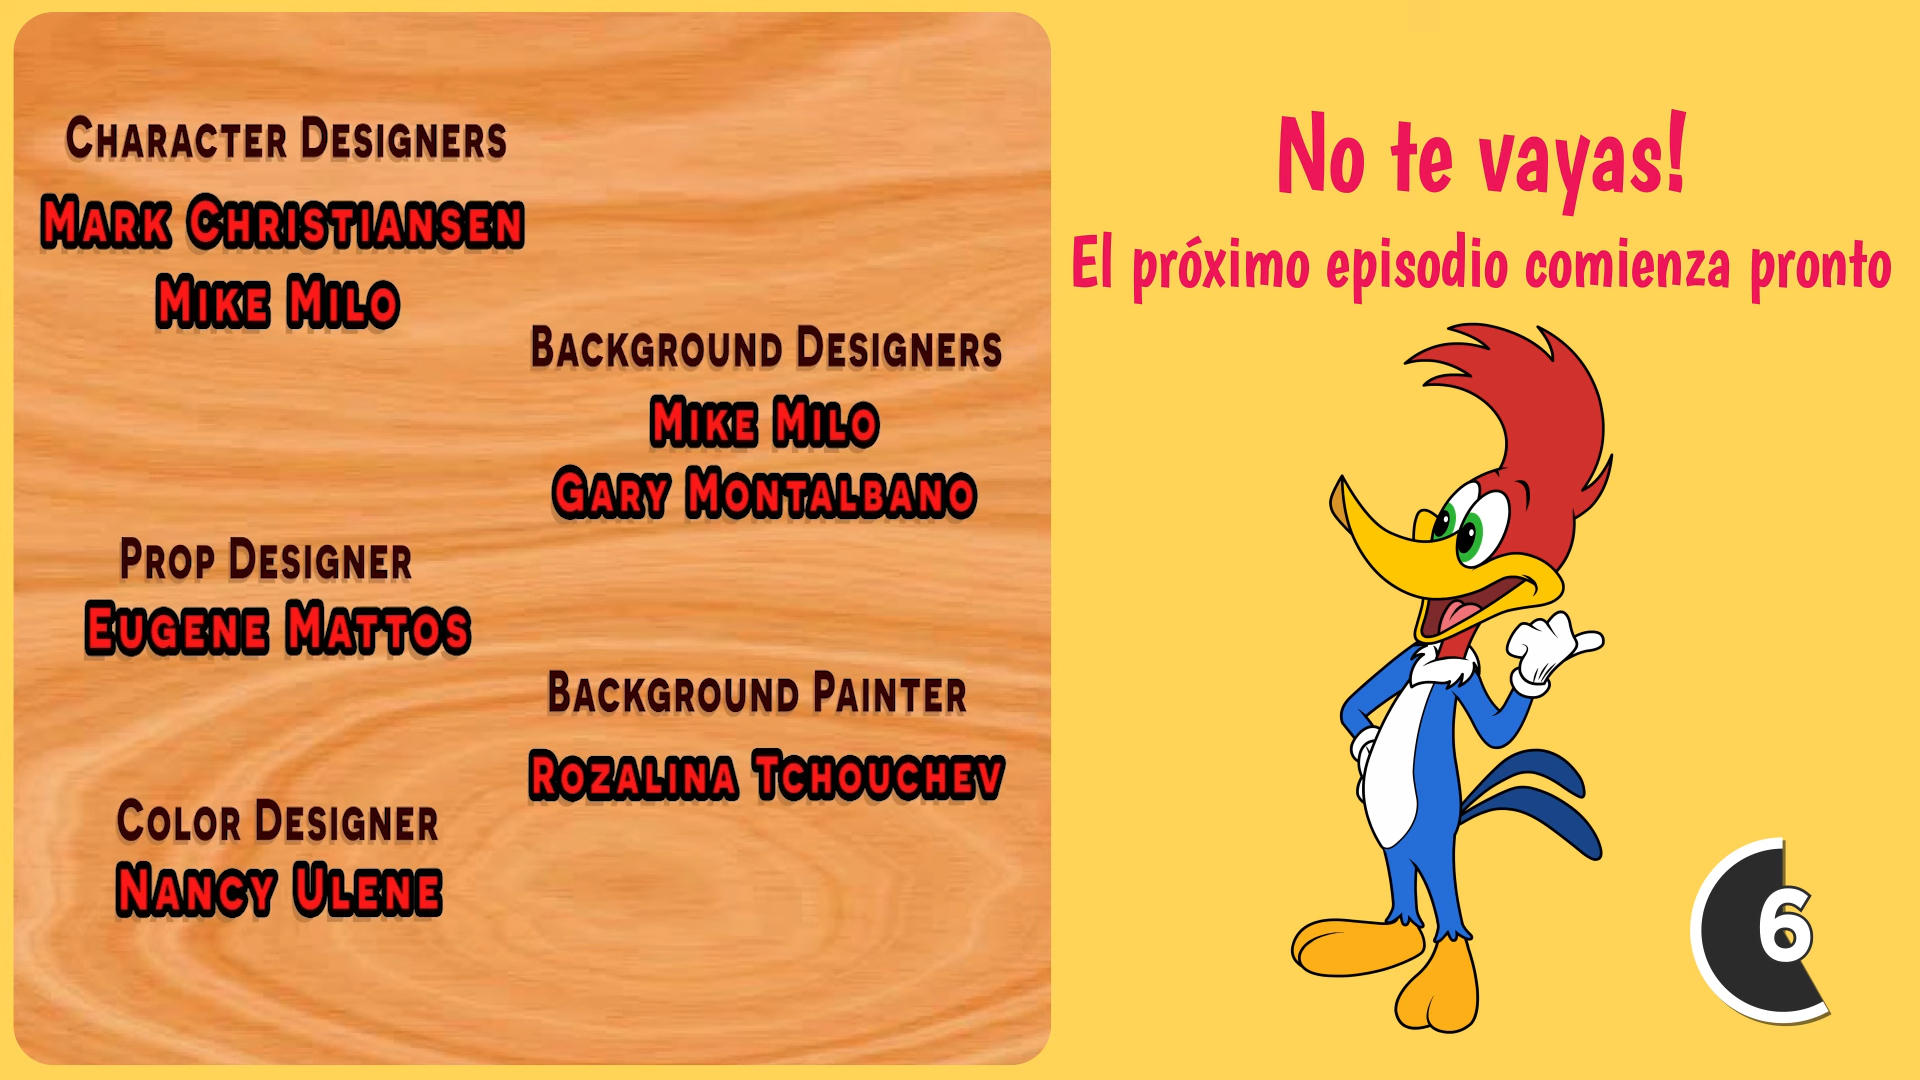 Character Designers
Mark Christiansen
Mike Milo
Background Designers
Mike Milo
Gary Montalbano
Prop Designer
Eugene Mattos
Background Painter
Rozalina Tchouchev
Color Designer
Nancy Ulene
No te vayas!
El próximo episodio comienza pronto
6